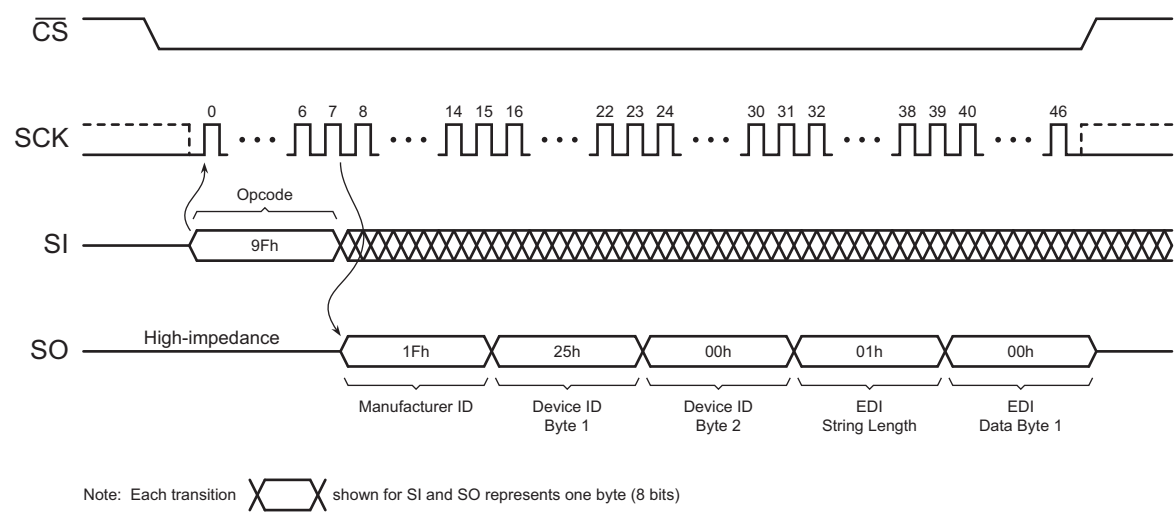 CS
0 6 7 8 14 15 16 22 23 24 30 31 32 38 39 40 46
SCK
Opcode
SI 9Fh
High-impedance
SO 1Fh 25h 00h 01h 00h
Manufacturer ID Device ID Device ID EDI EDI
Byte 1 Byte 2 String Length Data Byte 1
Note: Each transition shown for SI and SO represents one byte (8 bits)